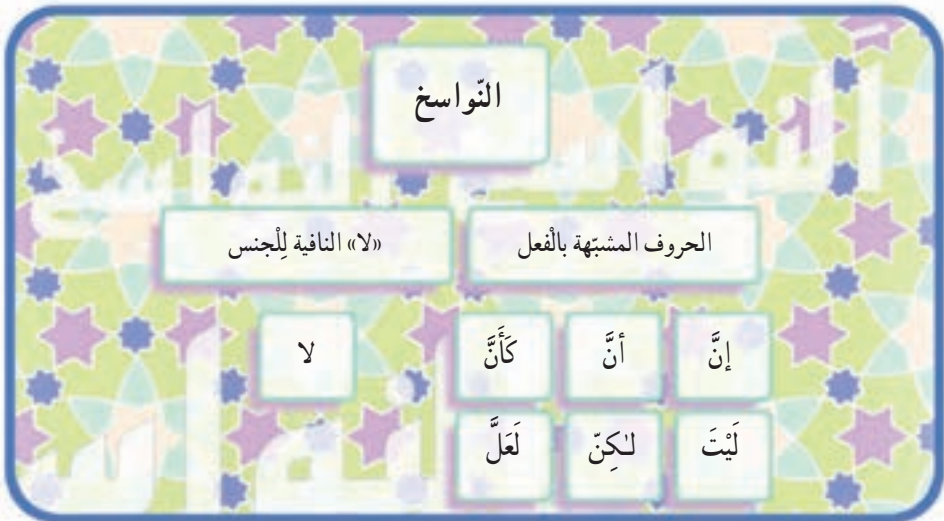 النّواسخ
الحروف المشبّهة بالْفعل
«لا» النافية لِلْجنس
إنَّ
أنَّ
كَأَنَّ
لا
لَيْتَ
لـٰكِنّ
لَعَلَّ